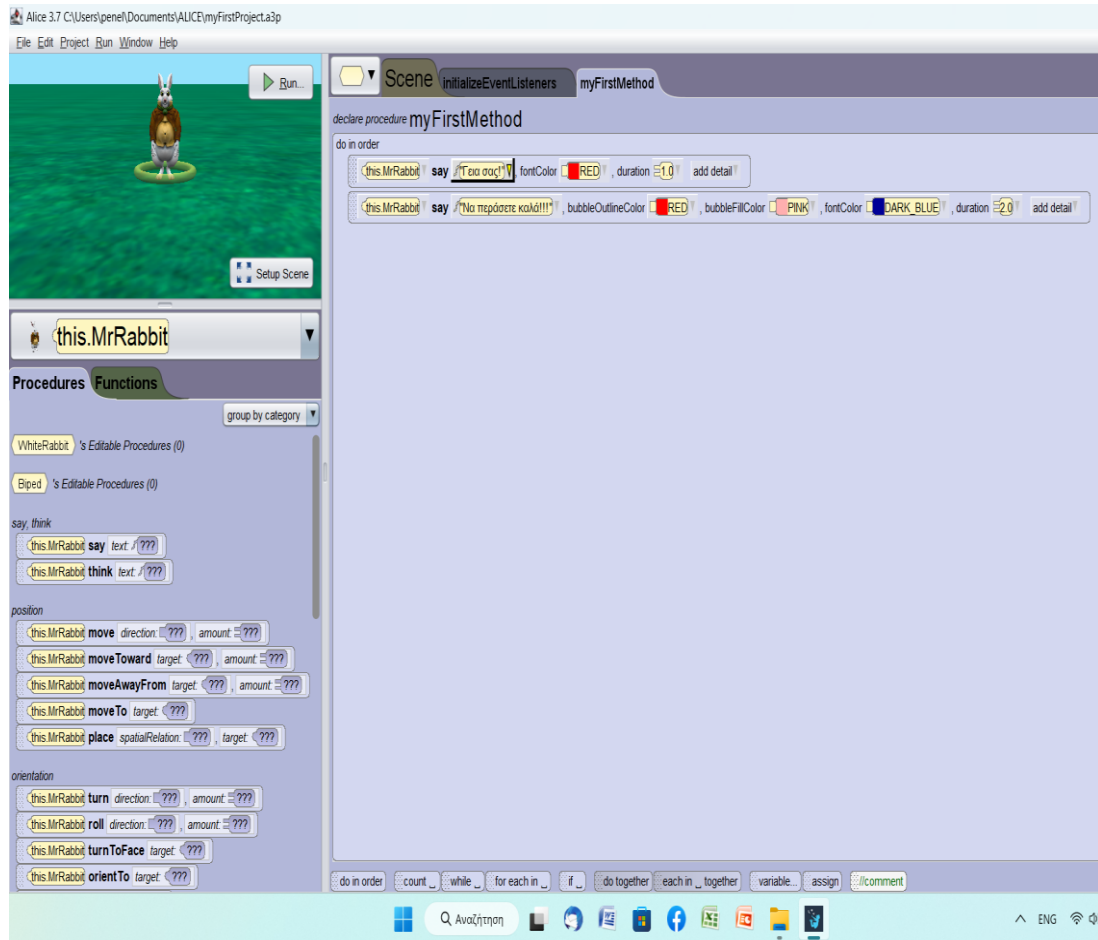 Alice 3.7 C:\Users\penel\Documents\ALICE\myFirstProject.a3p
File Edit Project Run Window Help
Run...
Setup Scene
this.MrRabbit
Procedures Functions
group by category
WhiteRabbit 's Editable Procedures (0)
Biped 's Editable Procedures (0)
say, think
this.MrRabbit say text: ???
this.MrRabbit think text: ???
position
this.MrRabbit move direction: ??? , amount: ???
this.MrRabbit moveToward target: ??? , amount: ???
this.MrRabbit moveAwayFrom target: ??? , amount: ???
this.MrRabbit moveTo target: ???
this.MrRabbit place spatialRelation: ??? , target: ???
orientation
this.MrRabbit turn direction: ??? , amount: ???
this.MrRabbit roll direction: ??? , amount: ???
this.MrRabbit turnToFace target: ???
this.MrRabbit orientTo target: ???
Scene initializeEventListeners myFirstMethod
declare procedure myFirstMethod
do in order
this.MrRabbit say "Γεια σας!" , fontColor RED , duration 1.0 add detail
this.MrRabbit say "Να περάσετε καλά!!!" , bubbleOutlineColor RED , bubbleFillColor PINK , fontColor DARK_BLUE , duration 2.0 add detail
do in order count _ while _ for each in _ if _ do together each in _ together variable... assign //comment
Αναζήτηση
ENG